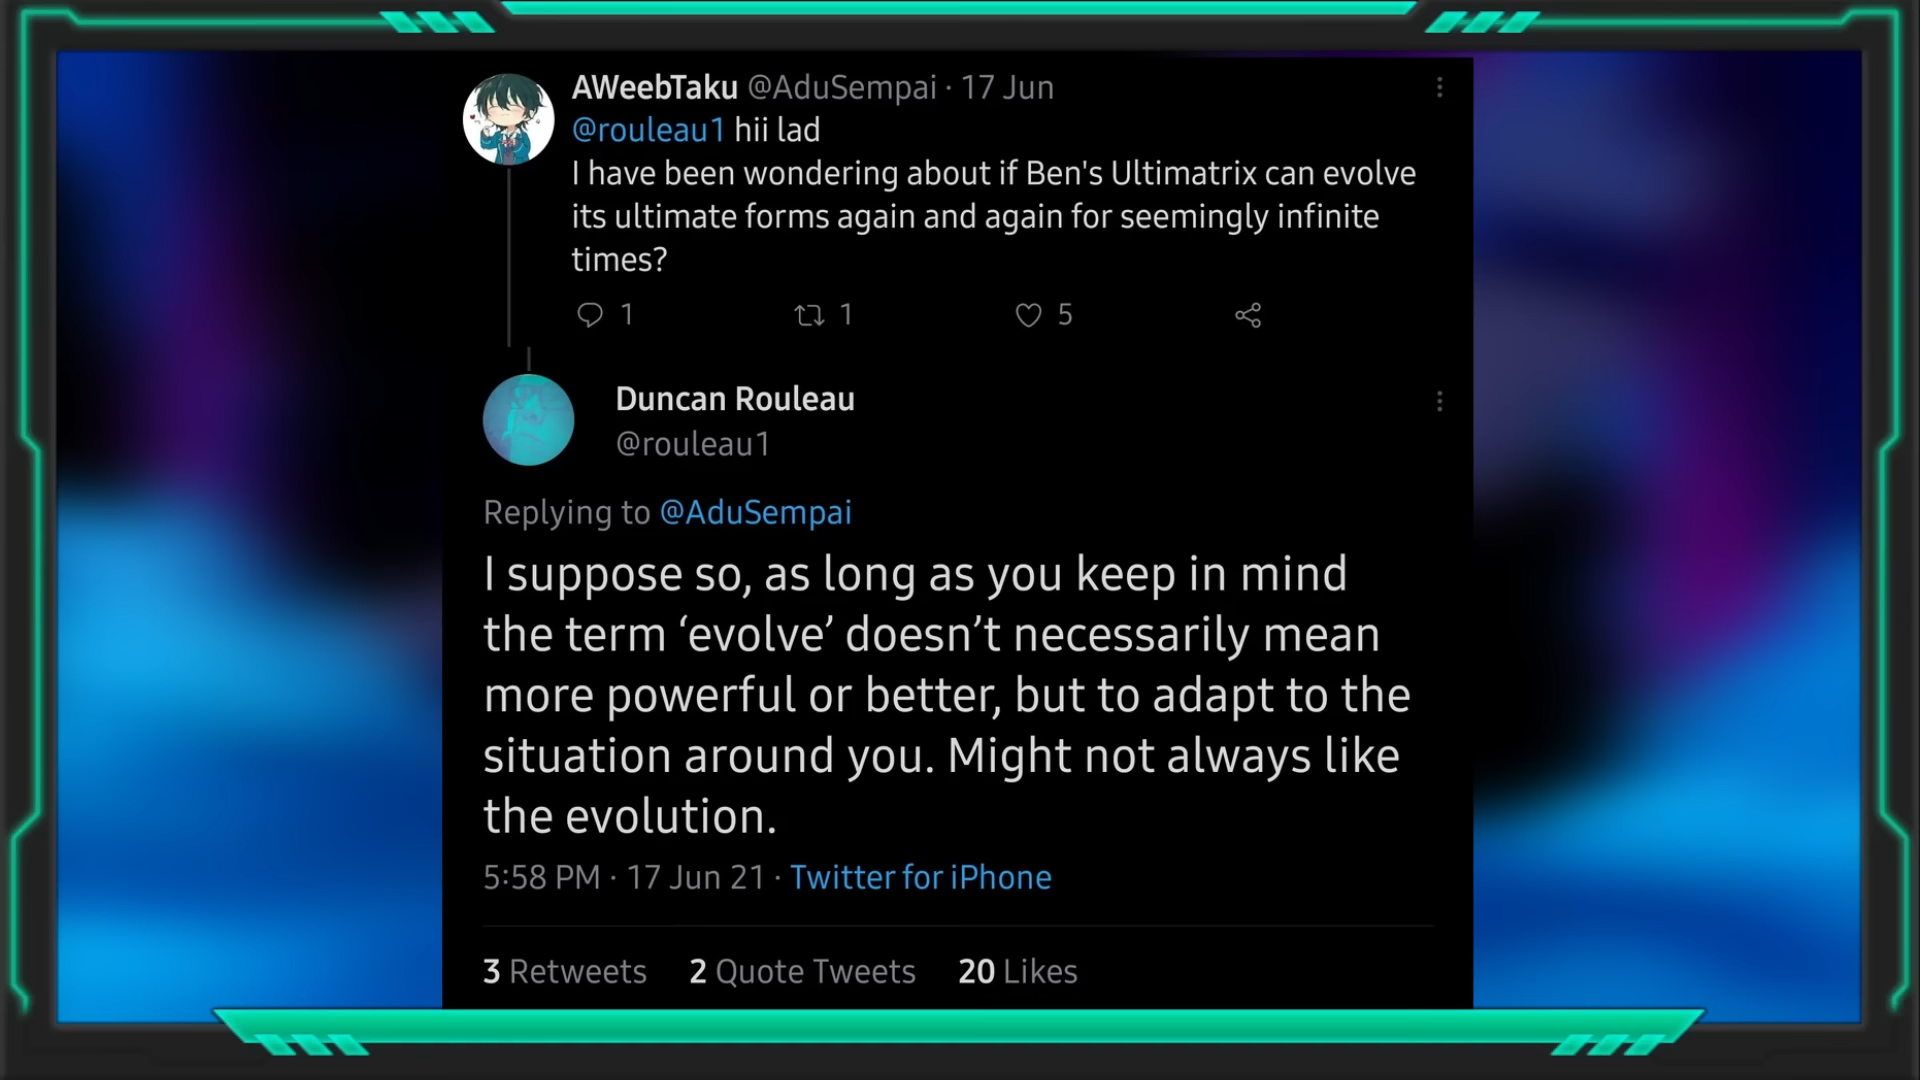 AWeebTaku @AduSempai · 17 Jun
@rouleau1 hii lad
I have been wondering about if Ben's Ultimatrix can evolve
its ultimate forms again and again for seemingly infinite
times?
1 1 5
Duncan Rouleau
@rouleau1
Replying to @AduSempai
I suppose so, as long as you keep in mind
the term ‘evolve’ doesn’t necessarily mean
more powerful or better, but to adapt to the
situation around you. Might not always like
the evolution.
5:58 PM · 17 Jun 21 · Twitter for iPhone
3 Retweets 2 Quote Tweets 20 Likes